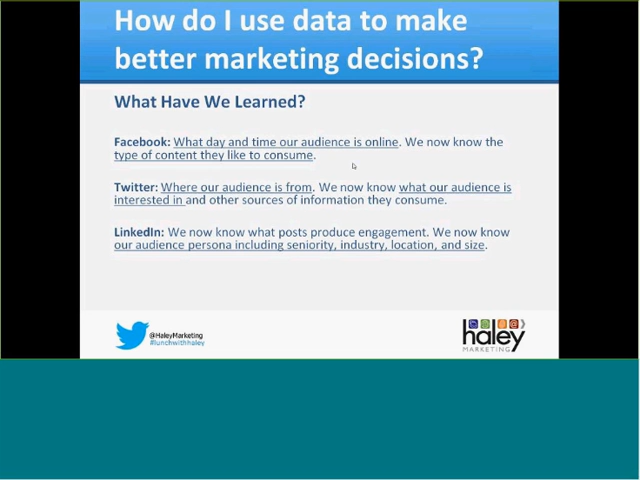 How do I use data to make
better marketing decisions?
What Have We Learned?
Facebook: What day and time our audience is online. We now know the
type of content they like to consume.
Twitter: Where our audience is from. We now know what our audience is
interested in and other sources of information they consume.
LinkedIn: We now know what posts produce engagement. We now know
our audience persona including seniority, industry, location, and size.
@HaleyMarketing
#lunchwithhaley
haley
MARKETING